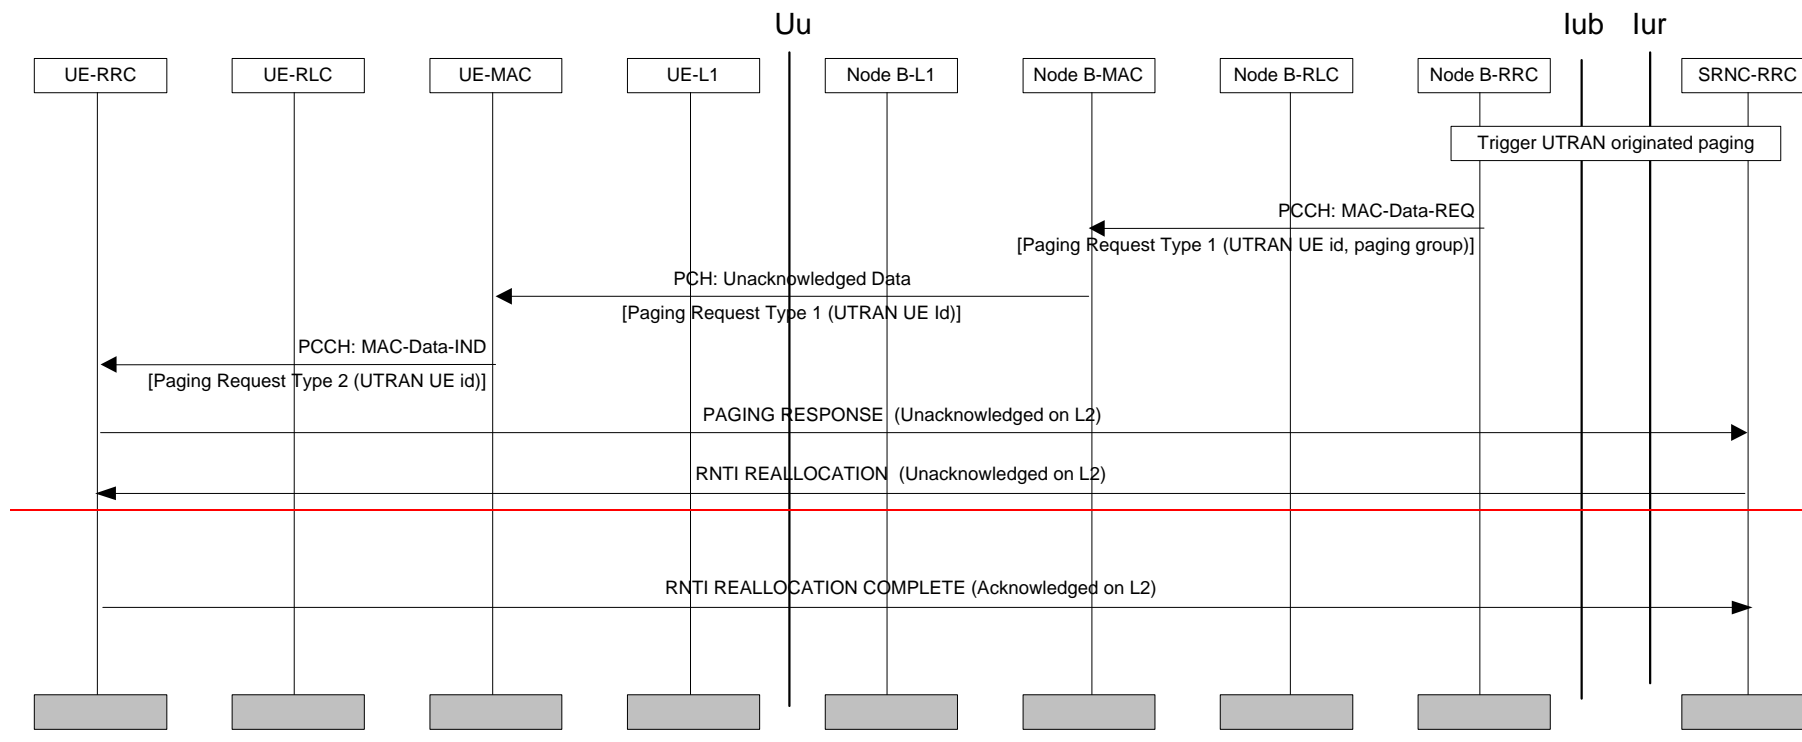 Uu
Iub
Iur
UE-RRC
UE-RLC
UE-MAC
UE-L1
Node B-L1
Node B-MAC
Node B-RLC
Node B-RRC
SRNC-RRC
Trigger UTRAN originated paging
PCCH: MAC-Data-REQ
[Paging Request Type 1 (UTRAN UE id, paging group)]
PCH: Unacknowledged Data
[Paging Request Type 1 (UTRAN UE Id)]
PCCH: MAC-Data-IND
[Paging Request Type 2 (UTRAN UE id)]
PAGING RESPONSE (Unacknowledged on L2)
RNTI REALLOCATION (Unacknowledged on L2)
RNTI REALLOCATION COMPLETE (Acknowledged on L2)